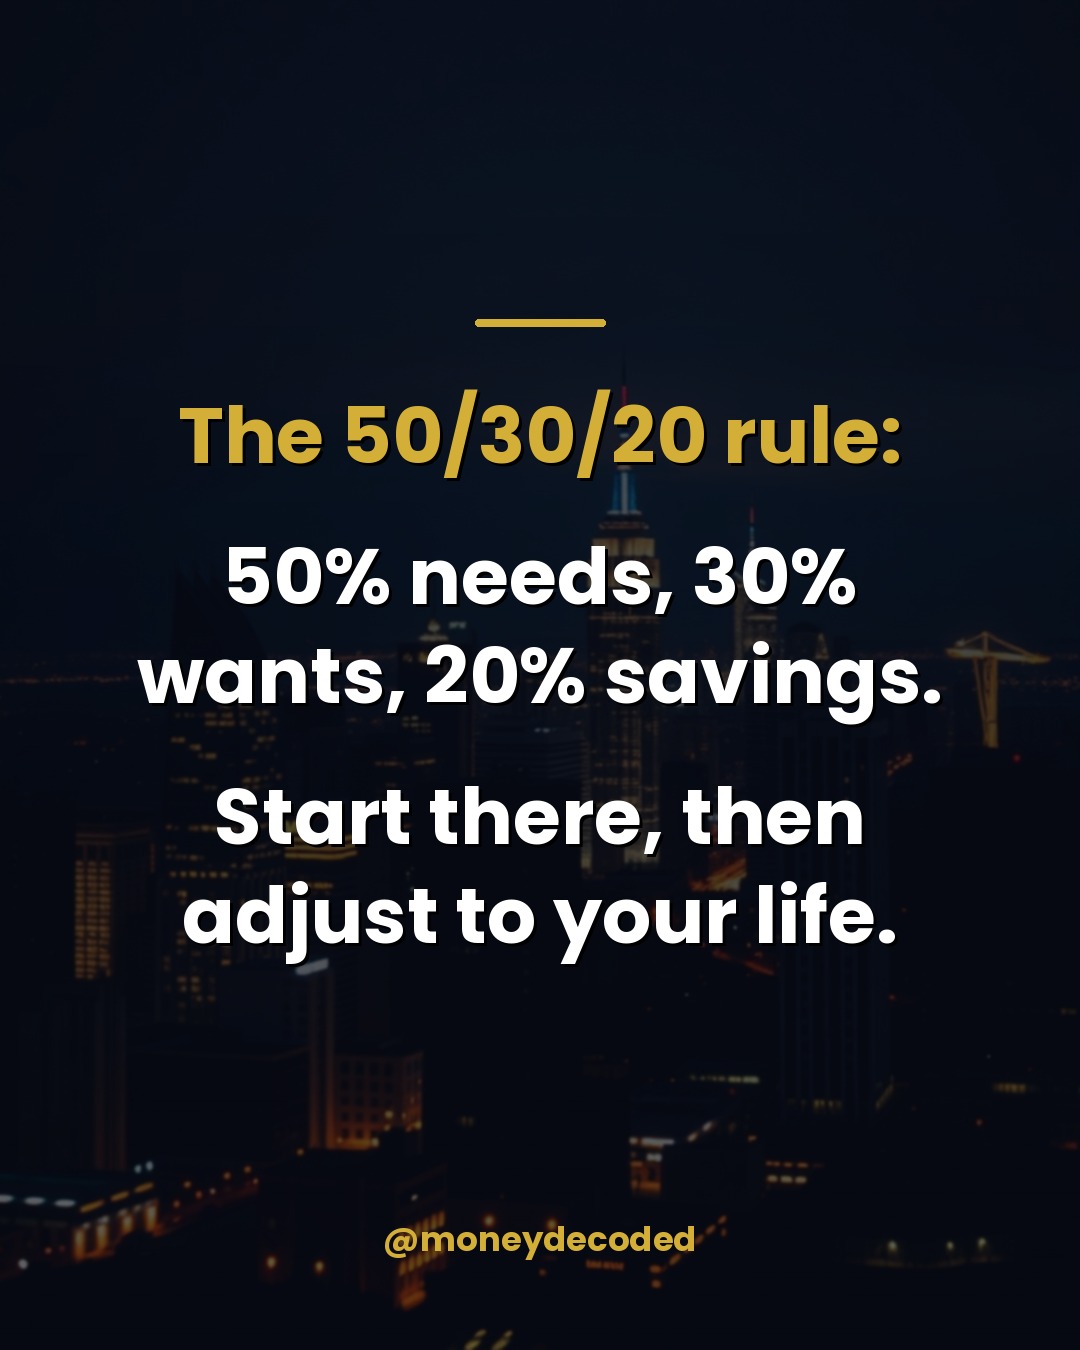 The 50/30/20 rule:
50% needs, 30%
wants, 20% savings.
Start there, then
adjust to your life.
@moneydecoded